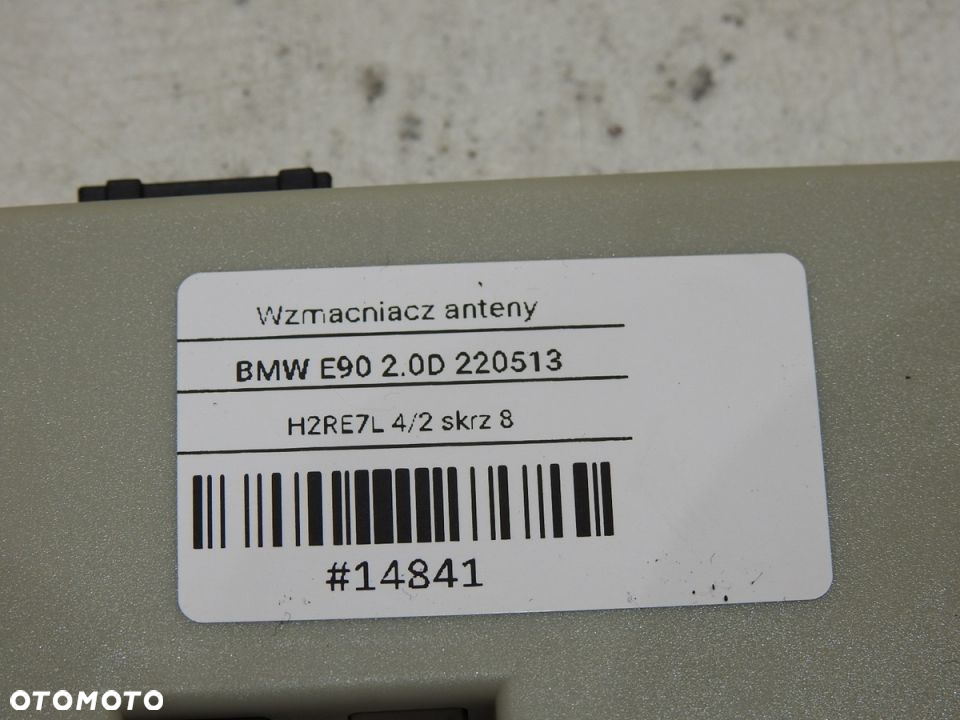 Wzmacniacz anteny
BMW E90 2.0D 220513
H2RE7L 4/2 skrz 8
#14841
OTOMOTO